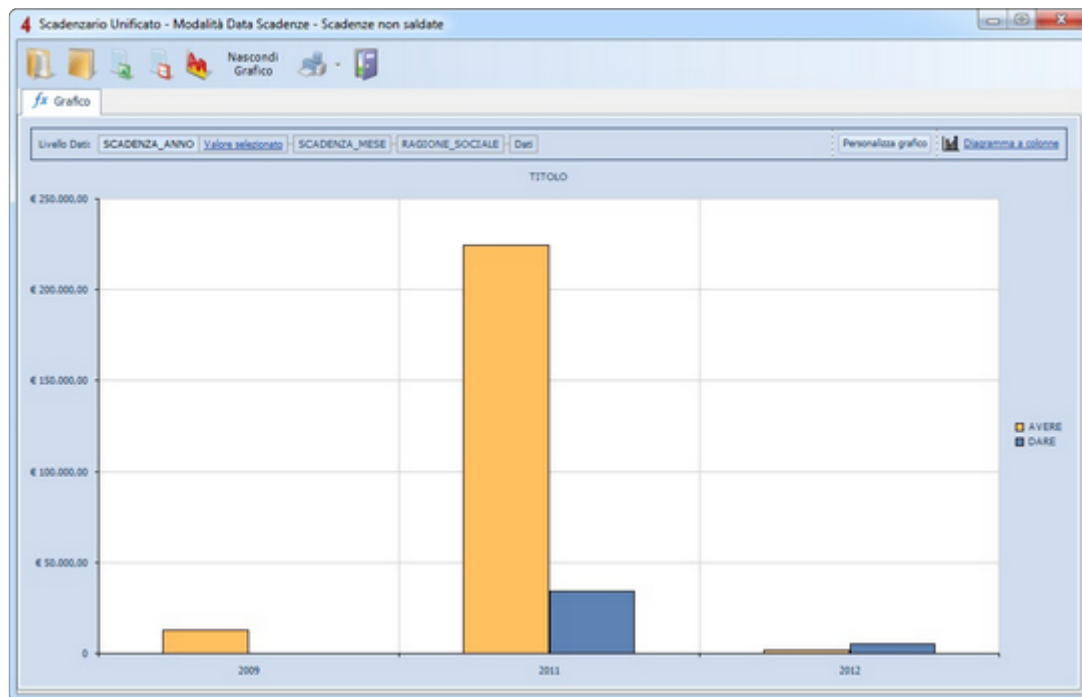 4 Scadenzario Unificato - Modalità Data Scadenze - Scadenze non saldate
Nascondi
Grafico
fx Grafico
Livello Dati: SCADENZA_ANNO Valore selezionato SCADENZA_MESE RAGIONE_SOCIALE Dati Personalizza grafico Diagramma a colonne
TITOLO
€ 250.000,00
€ 200.000,00
€ 150.000,00
€ 100.000,00
€ 50.000,00
0
2009 2011 2012
AVERE
DARE